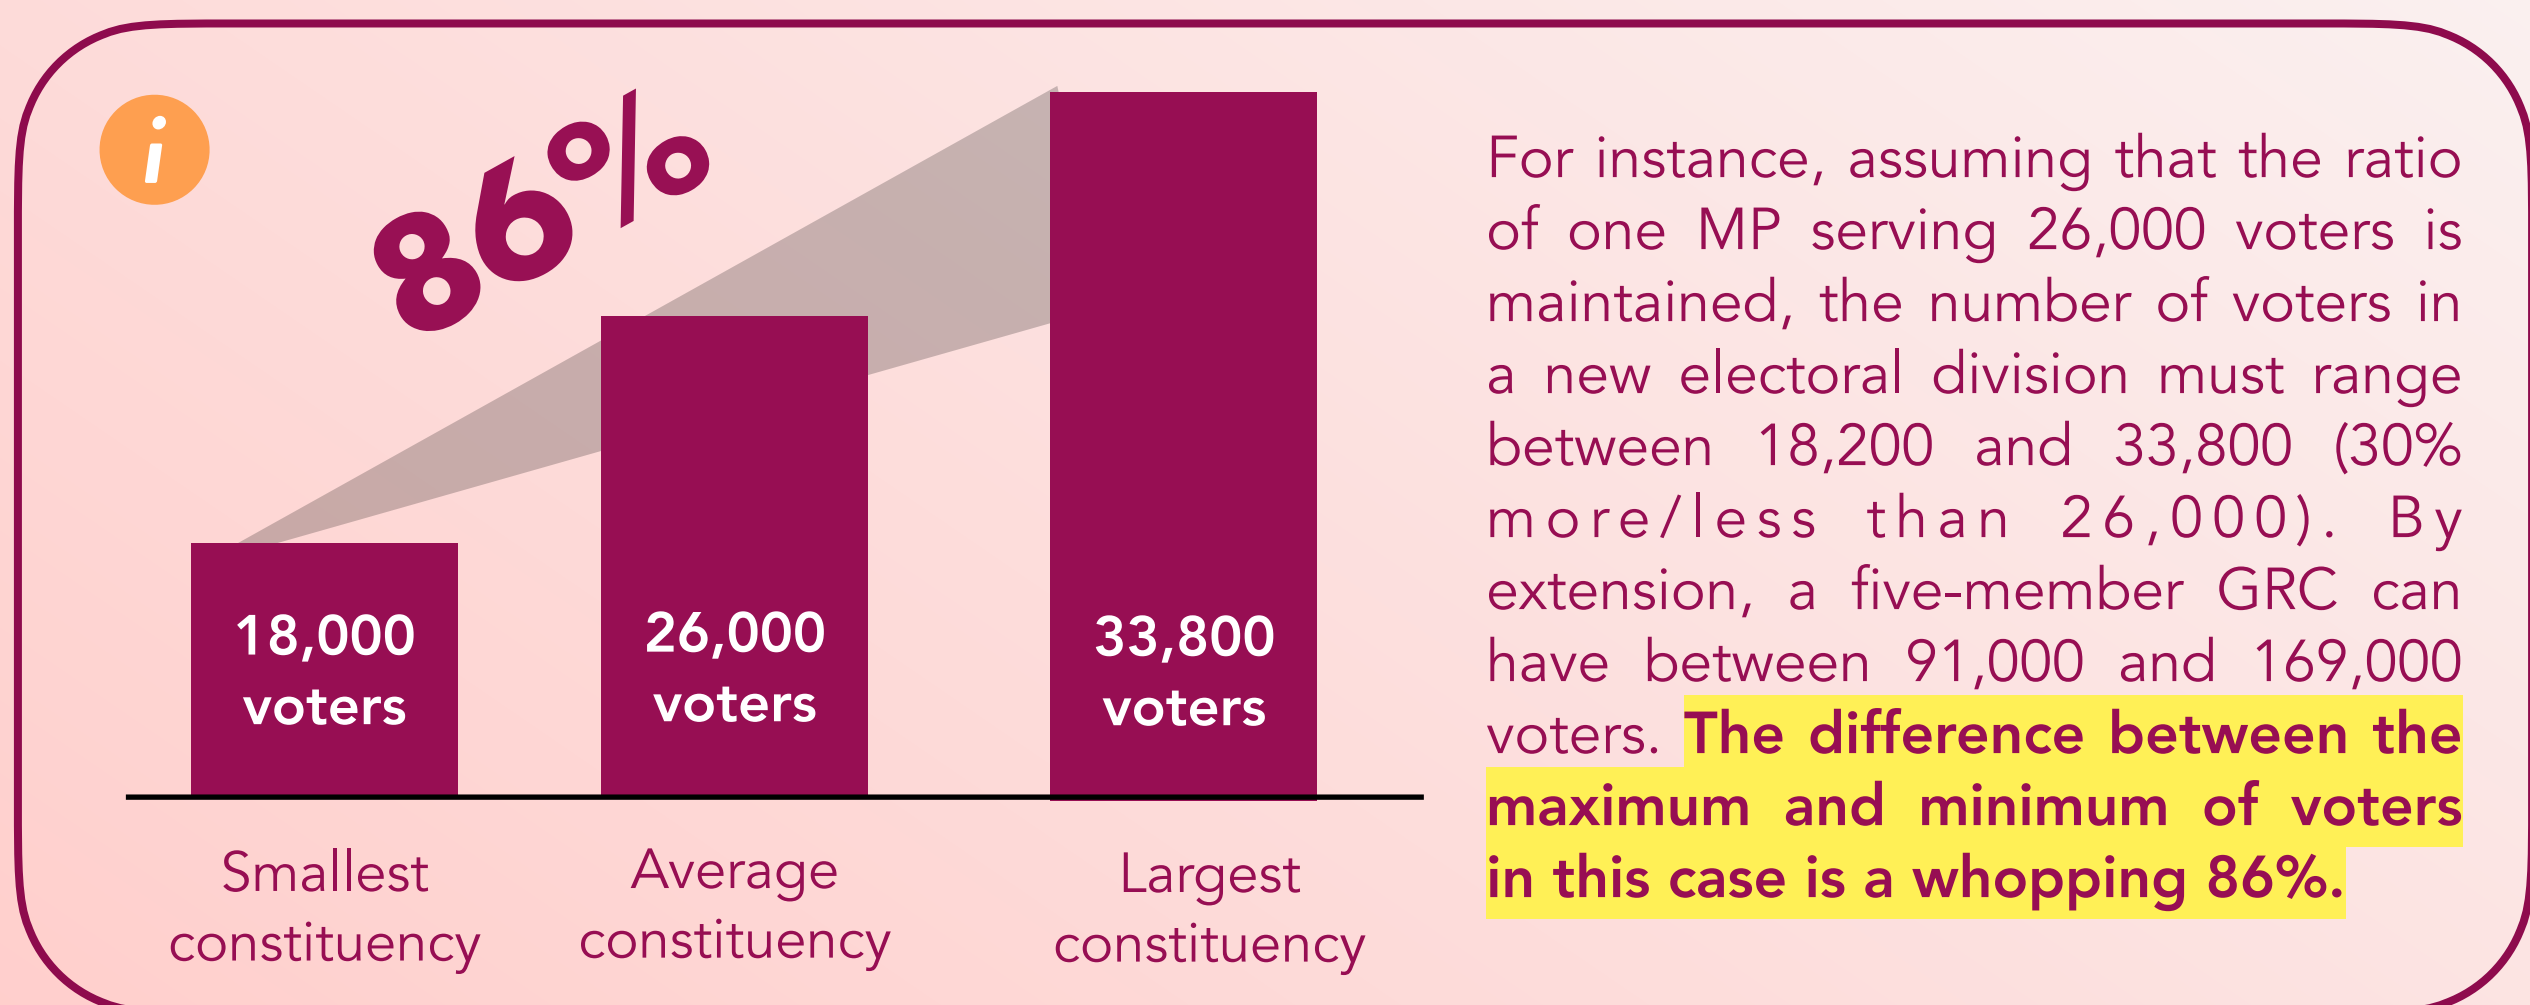 i
86%
18,000
voters
26,000
voters
33,800
voters
Smallest
constituency
Average
constituency
Largest
constituency
For instance, assuming that the ratio
of one MP serving 26,000 voters is
maintained, the number of voters in
a new electoral division must range
between 18,200 and 33,800 (30%
more/less than 26,000). By
extension, a five-member GRC can
have between 91,000 and 169,000
voters. The difference between the
maximum and minimum of voters
in this case is a whopping 86%.